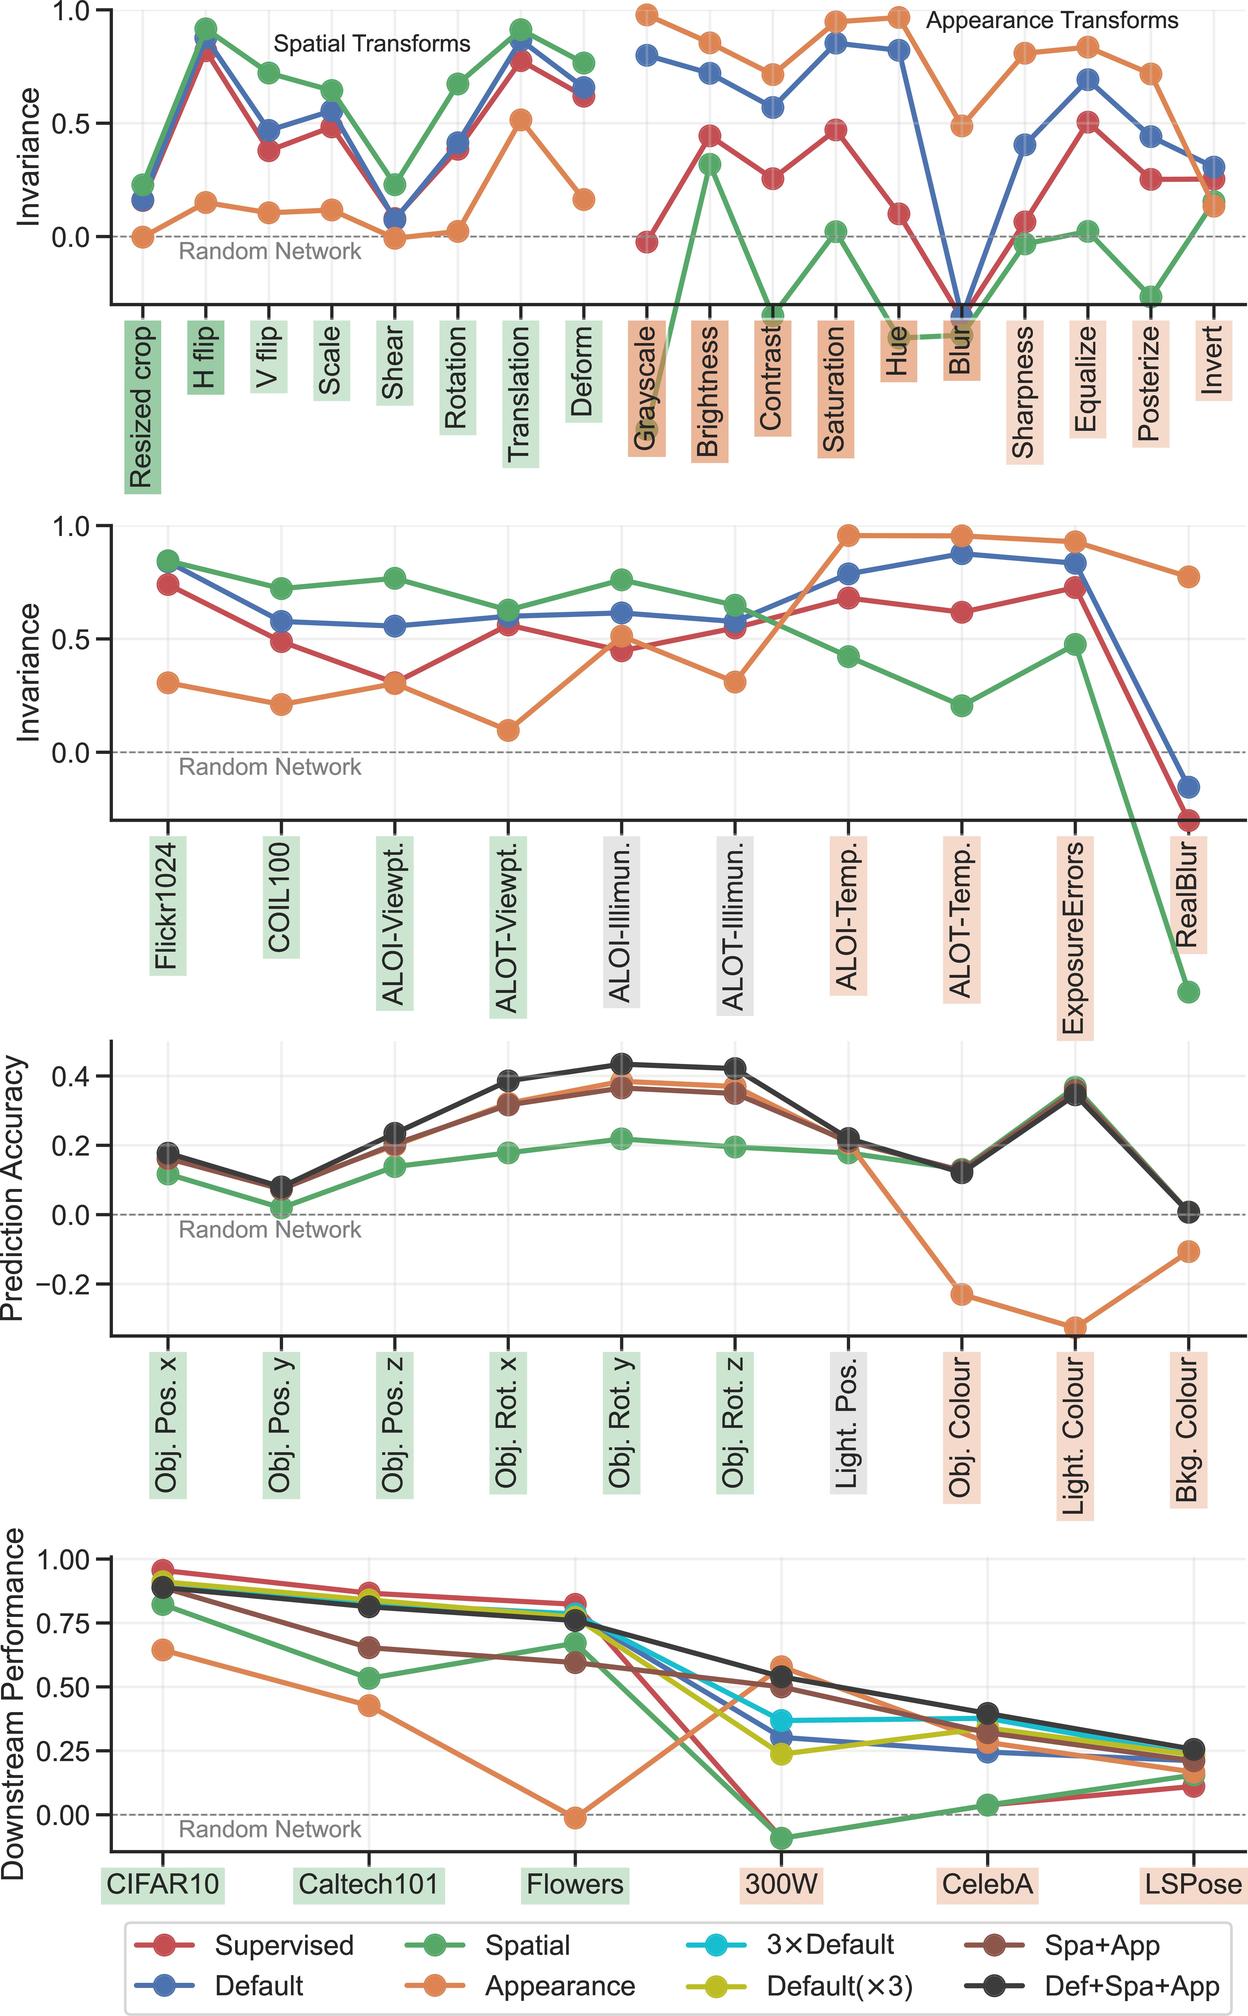 Invariance
1.0
0.5
0.0
Spatial Transforms
Appearance Transforms
Random Network
Resized crop
H flip
V flip
Scale
Shear
Rotation
Translation
Deform
Grayscale
Brightness
Contrast
Saturation
Hue
Blur
Sharpness
Equalize
Posterize
Invert
Invariance
1.0
0.5
0.0
Random Network
Flickr1024
COIL100
ALOI-Viewpt.
ALOT-Viewpt.
ALOI-Illimun.
ALOT-Illimun.
ALOI-Temp.
ALOT-Temp.
ExposureErrors
RealBlur
Prediction Accuracy
0.4
0.2
0.0
−0.2
Random Network
Obj. Pos. x
Obj. Pos. y
Obj. Pos. z
Obj. Rot. x
Obj. Rot. y
Obj. Rot. z
Light. Pos.
Obj. Colour
Light. Colour
Bkg. Colour
Downstream Performance
1.00
0.75
0.50
0.25
0.00
Random Network
CIFAR10
Caltech101
Flowers
300W
CelebA
LSPose
Supervised
Default
Spatial
Appearance
3×Default
Default(×3)
Spa+App
Def+Spa+App